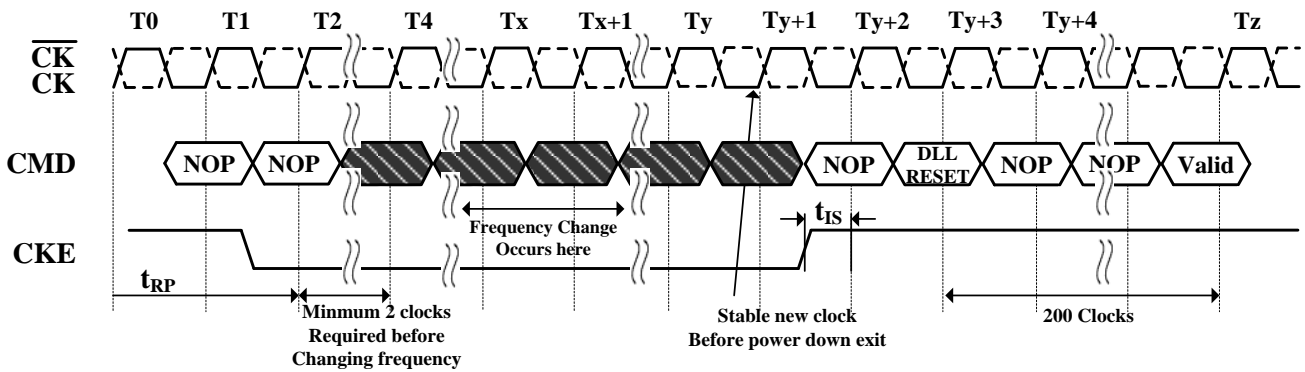 T0 T1 T2 T4 Tx Tx+1 Ty Ty+1 Ty+2 Ty+3 Ty+4 Tz
CK
CK
CMD NOP NOP NOP DLL RESET NOP NOP Valid
Frequency Change
Occurs here
tIS
CKE
tRP
Minmum 2 clocks
Required before
Changing frequency
Stable new clock
Before power down exit
200 Clocks